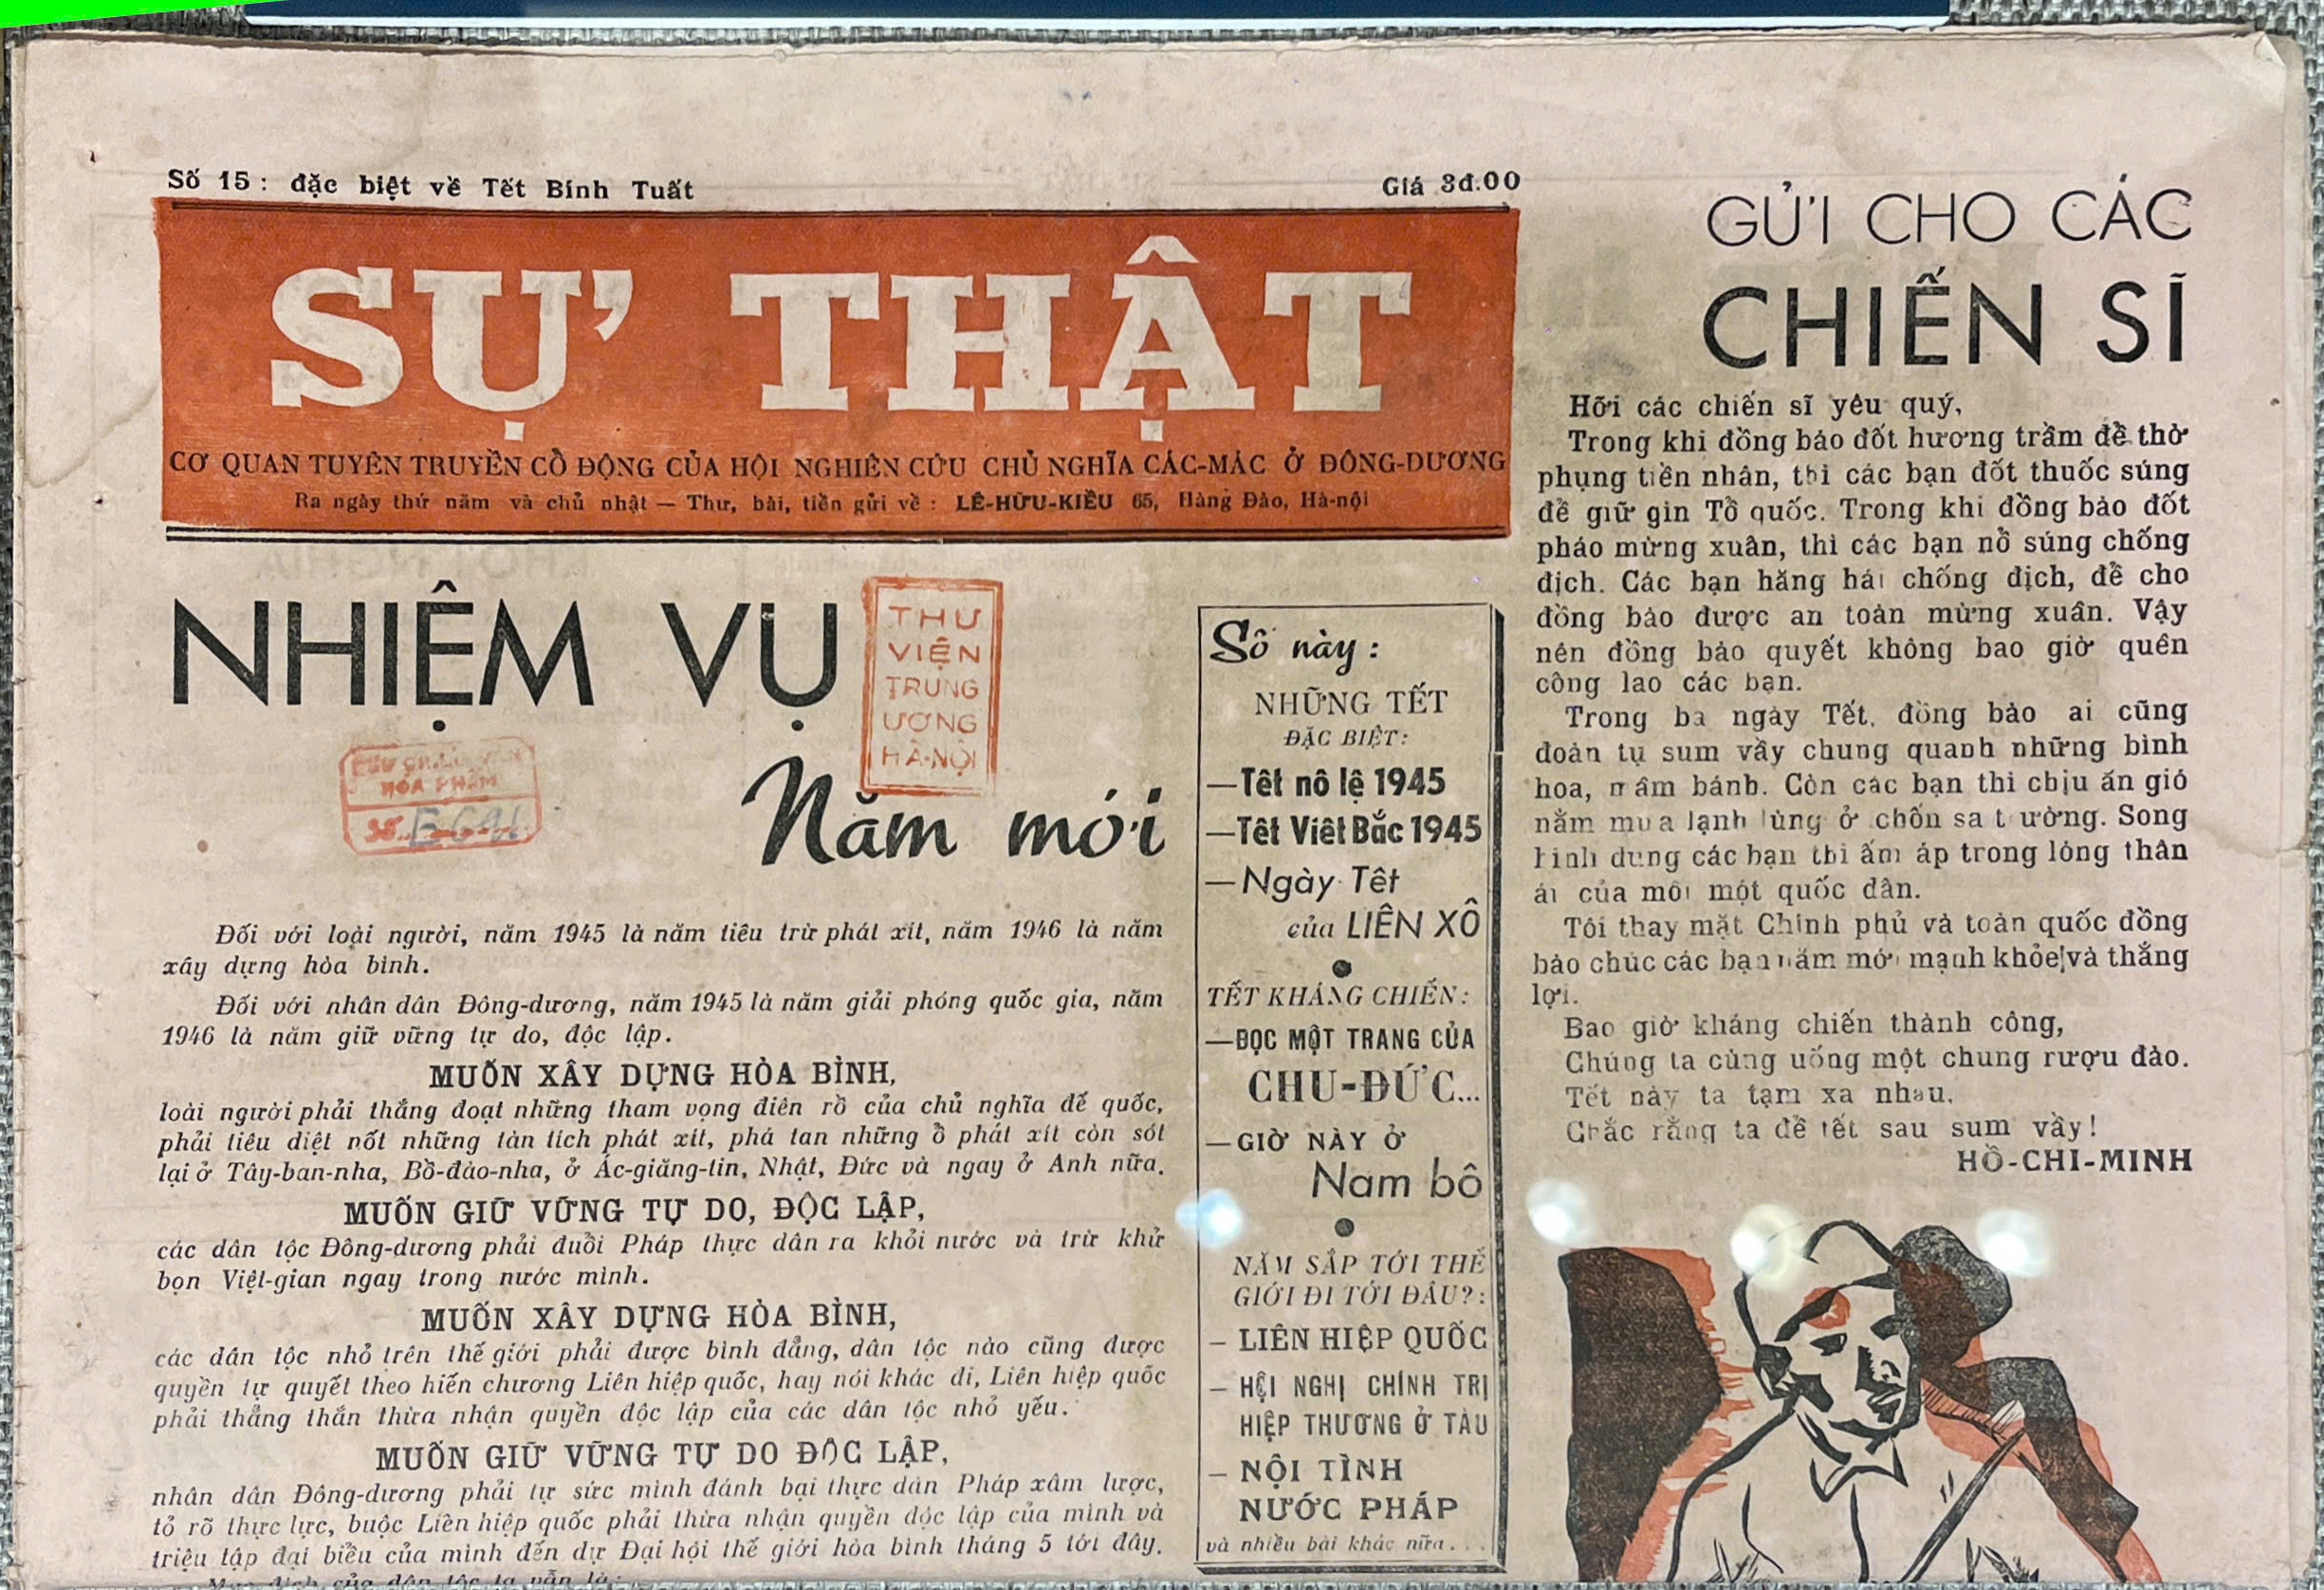 Số 15: đặc biệt về Tết Bính Tuất
Giá 3đ.00
SỰ THẬT
CƠ QUAN TUYÊN TRUYỀN CỔ ĐỘNG CỦA HỘI NGHIÊN CỨU CHỦ NGHĨA CÁC-MÁC Ở ĐÔNG-DƯƠNG
Ra ngày thứ năm và chủ nhật — Thư, bài, tiền gửi về : LÊ-HỮU-KIỀU 65, Hàng Đào, Hà-nội
NHIỆM VỤ
Năm mới
THƯ
VIỆN
TRUNG
ƯƠNG
HÀ-NỘI
HÓA PHẨM
Đối với loài người, năm 1945 là năm tiêu trừ phát xít, năm 1946 là năm
xây dựng hòa bình.
Đối với nhân dân Đông-dương, năm 1945 là năm giải phóng quốc gia, năm
1946 là năm giữ vững tự do, độc lập.
MUỐN XÂY DỰNG HÒA BÌNH,
loài người phải thắng đoạt những tham vọng điên rồ của chủ nghĩa đế quốc,
phải tiêu diệt nốt những tàn tích phát xít, phá tan những ổ phát xít còn sót
lại ở Tây-ban-nha, Bồ-đào-nha, ở Ác-giăng-tin, Nhật, Đức và ngay ở Anh nữa.
MUỐN GIỮ VỮNG TỰ DO, ĐỘC LẬP,
các dân tộc Đông-dương phải đuổi Pháp thực dân ra khỏi nước và trừ khử
bọn Việt-gian ngay trong nước mình.
MUỐN XÂY DỰNG HÒA BÌNH,
các dân tộc nhỏ trên thế giới phải được bình đẳng, dân tộc nào cũng được
quyền tự quyết theo hiến chương Liên hiệp quốc, hay nói khác đi, Liên hiệp quốc
phải thẳng thắn thừa nhận quyền độc lập của các dân tộc nhỏ yếu.
MUỐN GIỮ VỮNG TỰ DO ĐỘC LẬP,
nhân dân Đông-dương phải tự sức mình đánh bại thực dân Pháp xâm lược,
tỏ rõ thực lực, buộc Liên hiệp quốc phải thừa nhận quyền độc lập của mình và
triệu tập đại biểu của mình đến dự Đại hội thế giới hòa bình tháng 5 tới đây.
Mục đích của dân tộc ta vẫn là:
Số này :
NHỮNG TẾT
ĐẶC BIỆT:
—Tết nô lệ 1945
—Tết Việt Bắc 1945
—Ngày Tết
của LIÊN XÔ
TẾT KHÁNG CHIẾN:
—ĐỌC MỘT TRANG CỦA
CHU-ĐỨC...
—GIỜ NÀY Ở
Nam bộ
NĂM SẮP TỚI THẾ
GIỚI ĐI TỚI ĐÂU?:
— LIÊN HIỆP QUỐC
— HỘI NGHỊ CHÍNH TRỊ
HIỆP THƯƠNG Ở TÀU
— NỘI TÌNH
NƯỚC PHÁP
và nhiều bài khác nữa...
GỬI CHO CÁC
CHIẾN SĨ
Hỡi các chiến sĩ yêu quý,
Trong khi đồng bào đốt hương trầm để thờ
phụng tiền nhân, thì các bạn đốt thuốc súng
để giữ gìn Tổ quốc. Trong khi đồng bào đốt
pháo mừng xuân, thì các bạn nổ súng chống
địch. Các bạn hăng hái chống địch, để cho
đồng bào được an toàn mừng xuân. Vậy
nên đồng bào quyết không bao giờ quên
công lao các bạn.
Trong ba ngày Tết, đồng bào ai cũng
đoàn tụ sum vầy chung quanh những bình
hoa, mâm bánh. Còn các bạn thì chịu ăn gió
nằm mưa lạnh lùng ở chốn sa trường. Song
hình dung các bạn thì ấm áp trong lòng thân
ái của mỗi một quốc dân.
Tôi thay mặt Chính phủ và toàn quốc đồng
bào chúc các bạn năm mới mạnh khỏe và thắng
lợi.
Bao giờ kháng chiến thành công,
Chúng ta cùng uống một chung rượu đào.
Tết này ta tạm xa nhau,
Chắc rằng ta để tết sau sum vầy!
HỒ-CHI-MINH